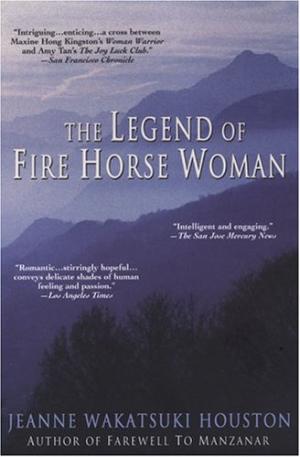 "Intriguing...enticing...a cross between
Maxine Hong Kingston's Woman Warrior
and Amy Tan's The Joy Luck Club."
—San Francisco Chronicle
THE LEGEND OF
FIRE HORSE WOMAN
"Intelligent and engaging."
—The San Jose Mercury News
"Romantic...stirringly hopeful...
conveys delicate shades of human
feeling and passion."
—Los Angeles Times
JEANNE WAKATSUKI HOUSTON
AUTHOR OF FAREWELL TO MANZANAR